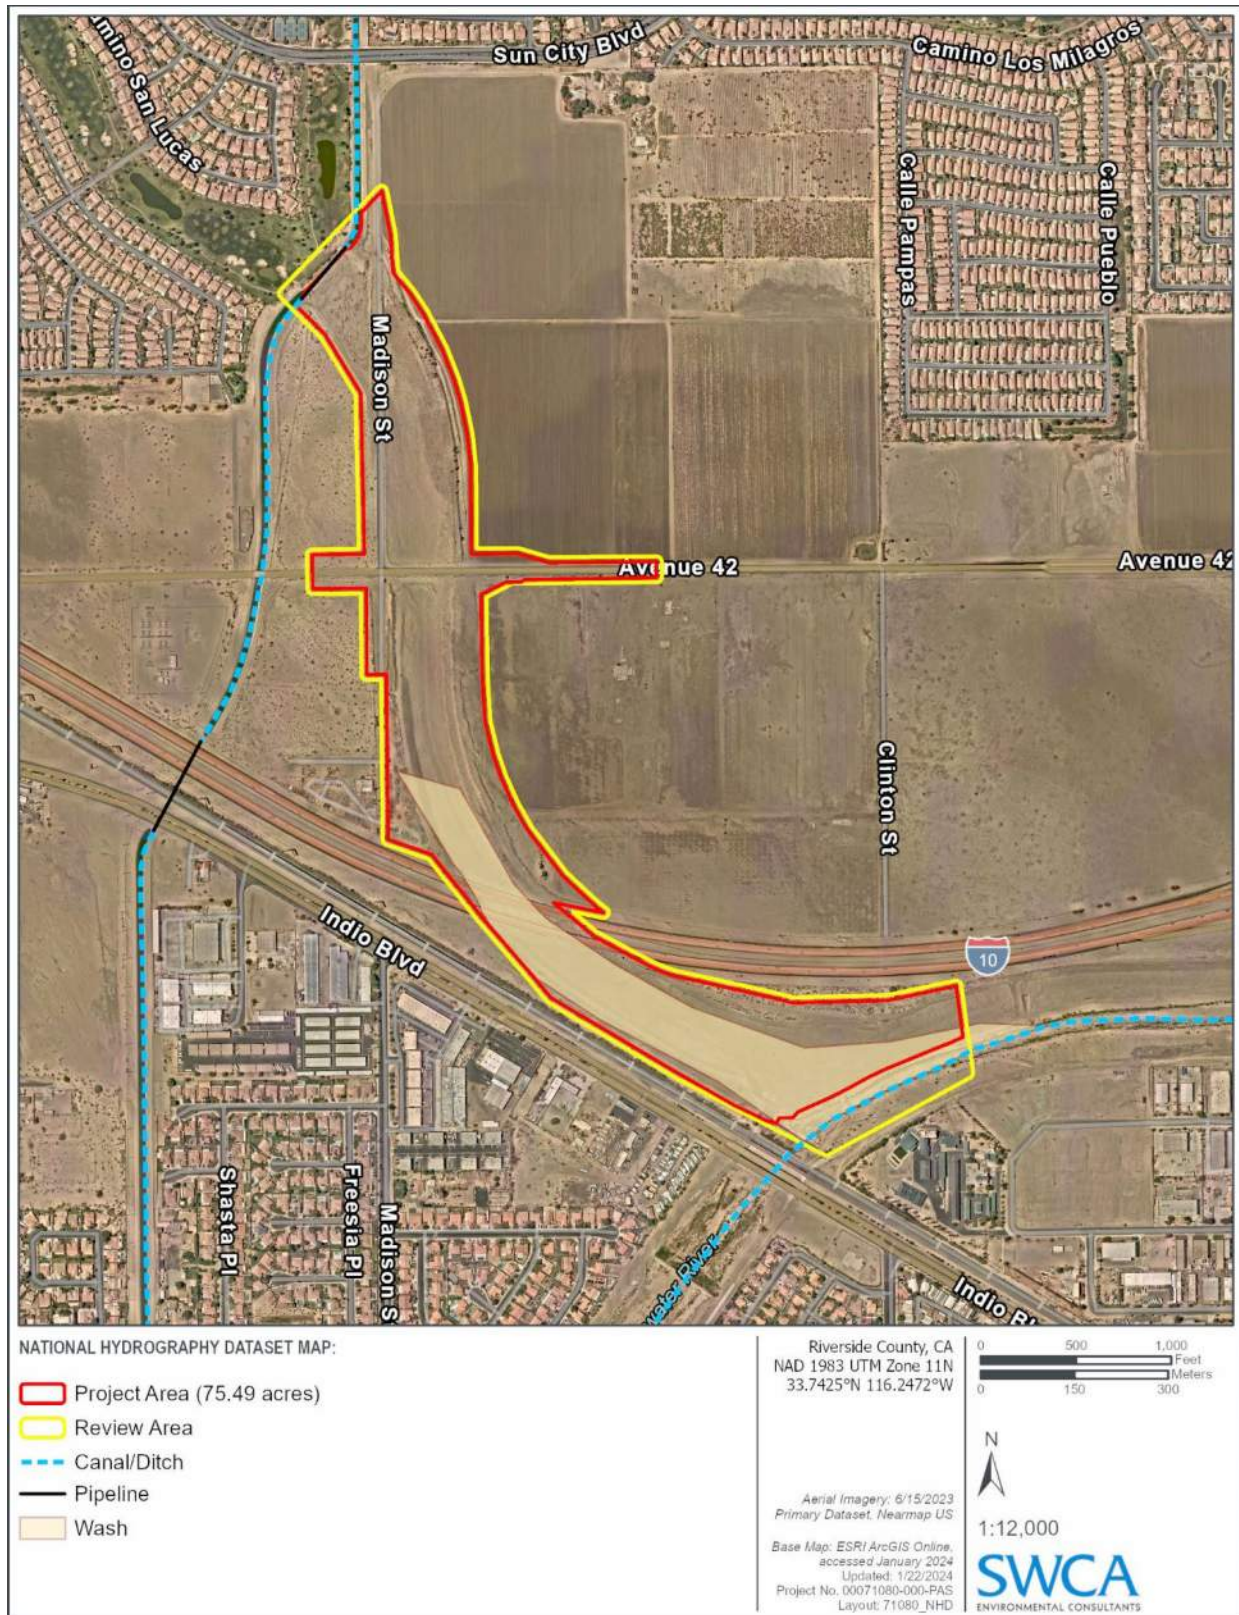 Sun City Blvd
Camino Los Milagros
mino San Lucas
Calle Pampas
Calle Pueblo
Madison St
Avenue 42
Avenue 42
Clinton St
10
Indio Blvd
Shasta Pl
Freesia Pl
Madison S
water River
Indio Bl
NATIONAL HYDROGRAPHY DATASET MAP:
Project Area (75.49 acres)
Review Area
Canal/Ditch
Pipeline
Wash
Riverside County, CA
NAD 1983 UTM Zone 11N
33.7425°N 116.2472°W
Aerial Imagery: 6/15/2023
Primary Dataset, Nearmap US
Base Map: ESRI ArcGIS Online,
accessed January 2024
Updated: 1/22/2024
Project No. 00071080-000-PAS
Layout: 71080_NHD
0 500 1,000
Feet
Meters
0 150 300
N
1:12,000
SWCA
ENVIRONMENTAL CONSULTANTS